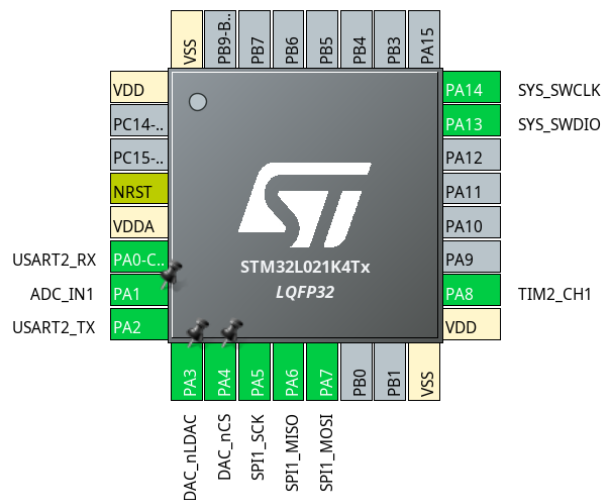 VSS
PB9-B..
PB7
PB6
PB5
PB4
PB3
PA15
VDD
PC14-..
PC15-..
NRST
VDDA
USART2_RX PA0-C..
ADC_IN1 PA1
USART2_TX PA2
PA14 SYS_SWCLK
PA13 SYS_SWDIO
PA12
PA11
PA10
PA9
PA8 TIM2_CH1
VDD
STM32L021K4Tx
LQFP32
PA3
PA4
PA5
PA6
PA7
PB0
PB1
VSS
DAC_nLDAC
DAC_nCS
SPI1_SCK
SPI1_MISO
SPI1_MOSI